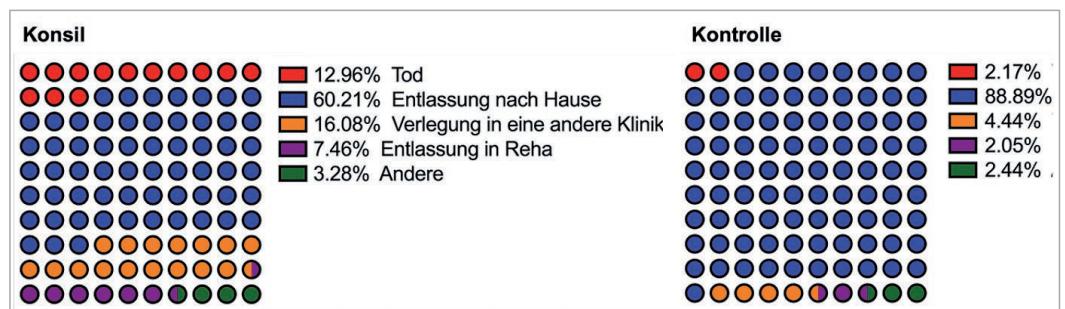 Konsil
12.96% Tod
60.21% Entlassung nach Hause
16.08% Verlegung in eine andere Klinik
7.46% Entlassung in Reha
3.28% Andere
Kontrolle
2.17%
88.89%
4.44%
2.05%
2.44%